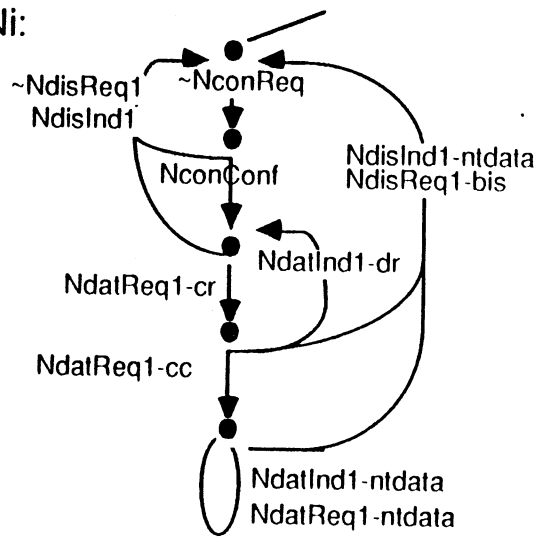 Ni:
~NdisReq1
NdisInd1
~NconReq
NconConf
NdisInd1-ntdata
NdisReq1-bis
NdatInd1-dr
NdatReq1-cr
NdatReq1-cc
NdatInd1-ntdata
NdatReq1-ntdata